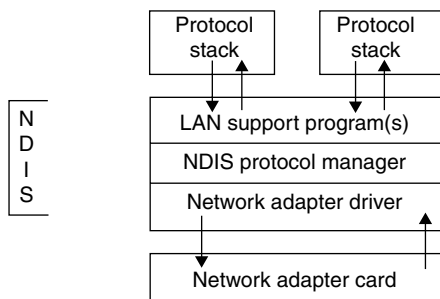 Protocol
stack
Protocol
stack
N
D
I
S
LAN support program(s)
NDIS protocol manager
Network adapter driver
Network adapter card